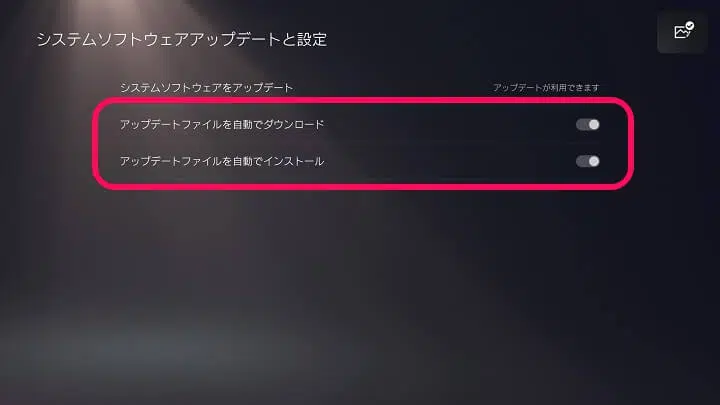 システムソフトウェアアップデートと設定
システムソフトウェアをアップデート
アップデートが利用できます
アップデートファイルを自動でダウンロード
アップデートファイルを自動でインストール